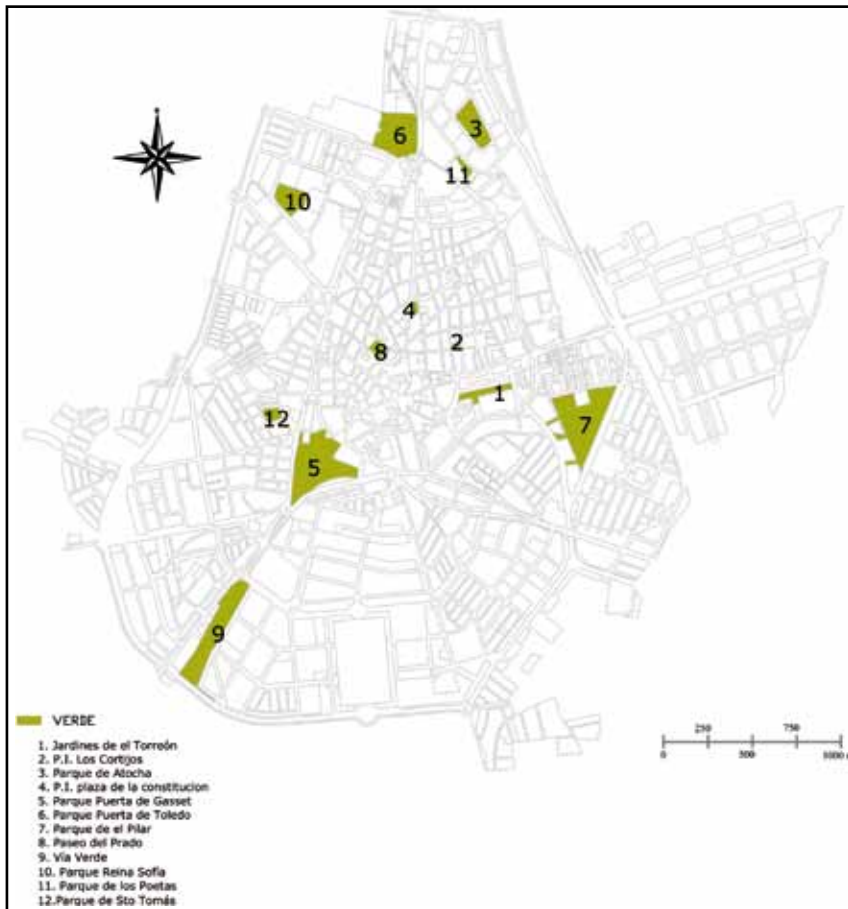 6
3
11
10
4
2
8
1
12
7
5
9
VERDE
1. Jardines de el Torreón
2. P.I. Los Cortijos
3. Parque de Atocha
4. P.I. plaza de la constitucion
5. Parque Puerta de Gasset
6. Parque Puerta de Toledo
7. Parque de el Pilar
8. Paseo del Prado
9. Vía Verde
10. Parque Reina Sofía
11. Parque de los Poetas
12.Parque de Sto Tomás
250 750
0 500 1000